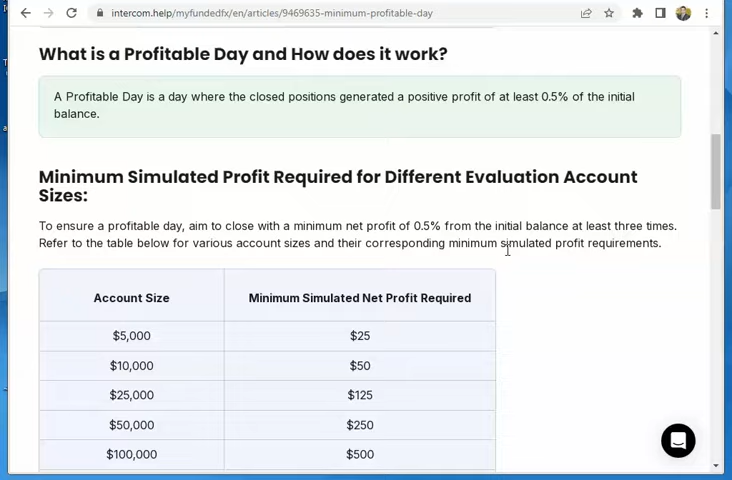 intercom.help/myfundedfx/en/articles/9469635-minimum-profitable-day
What is a Profitable Day and How does it work?
A Profitable Day is a day where the closed positions generated a positive profit of at least 0.5% of the initial
balance.
Minimum Simulated Profit Required for Different Evaluation Account
Sizes:
To ensure a profitable day, aim to close with a minimum net profit of 0.5% from the initial balance at least three times.
Refer to the table below for various account sizes and their corresponding minimum simulated profit requirements.
Account Size Minimum Simulated Net Profit Required
$5,000 $25
$10,000 $50
$25,000 $125
$50,000 $250
$100,000 $500